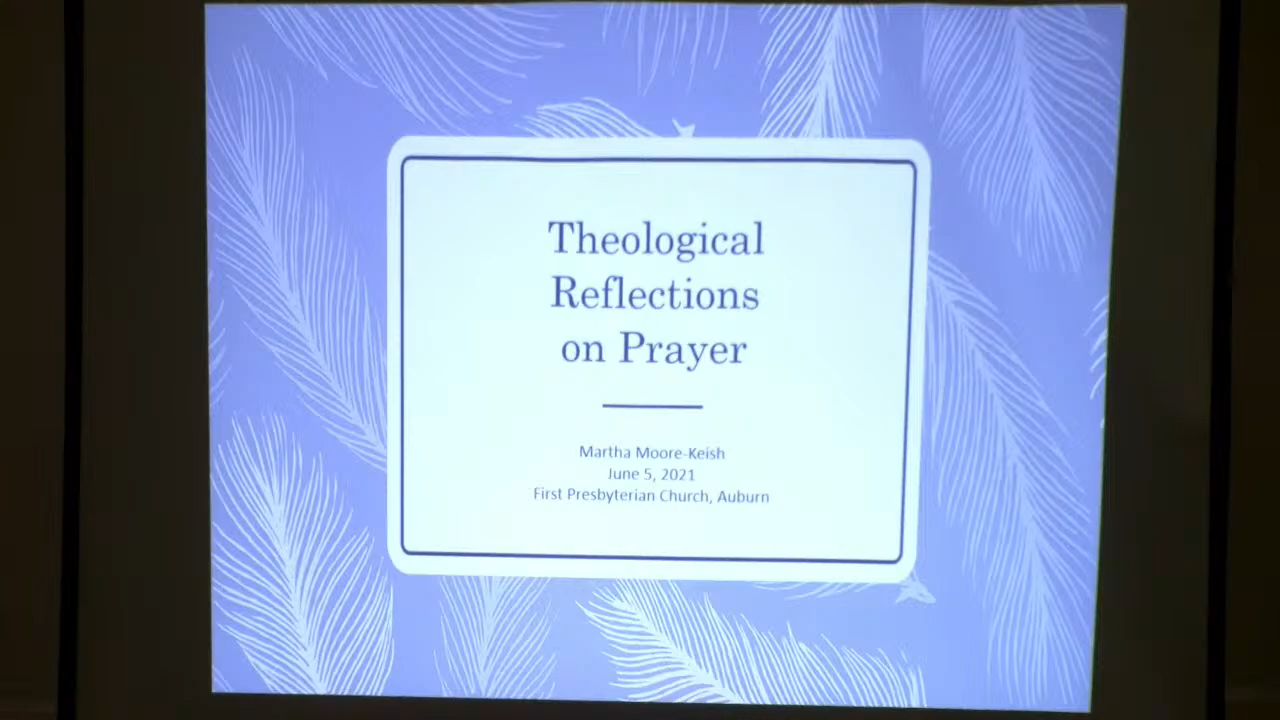 Theological
Reflections
on Prayer
Martha Moore-Keish
June 5, 2021
First Presbyterian Church, Auburn